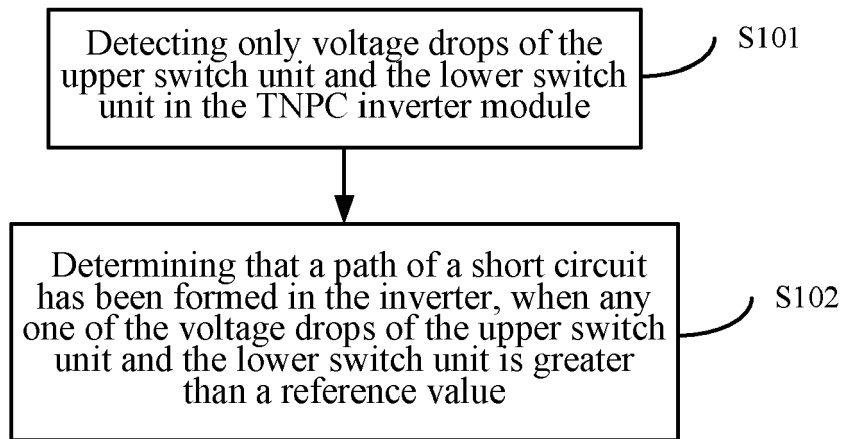 Detecting only voltage drops of the
upper switch unit and the lower switch
unit in the TNPC inverter module
S101
Determining that a path of a short circuit
has been formed in the inverter, when any
one of the voltage drops of the upper switch
unit and the lower switch unit is greater
than a reference value
S102